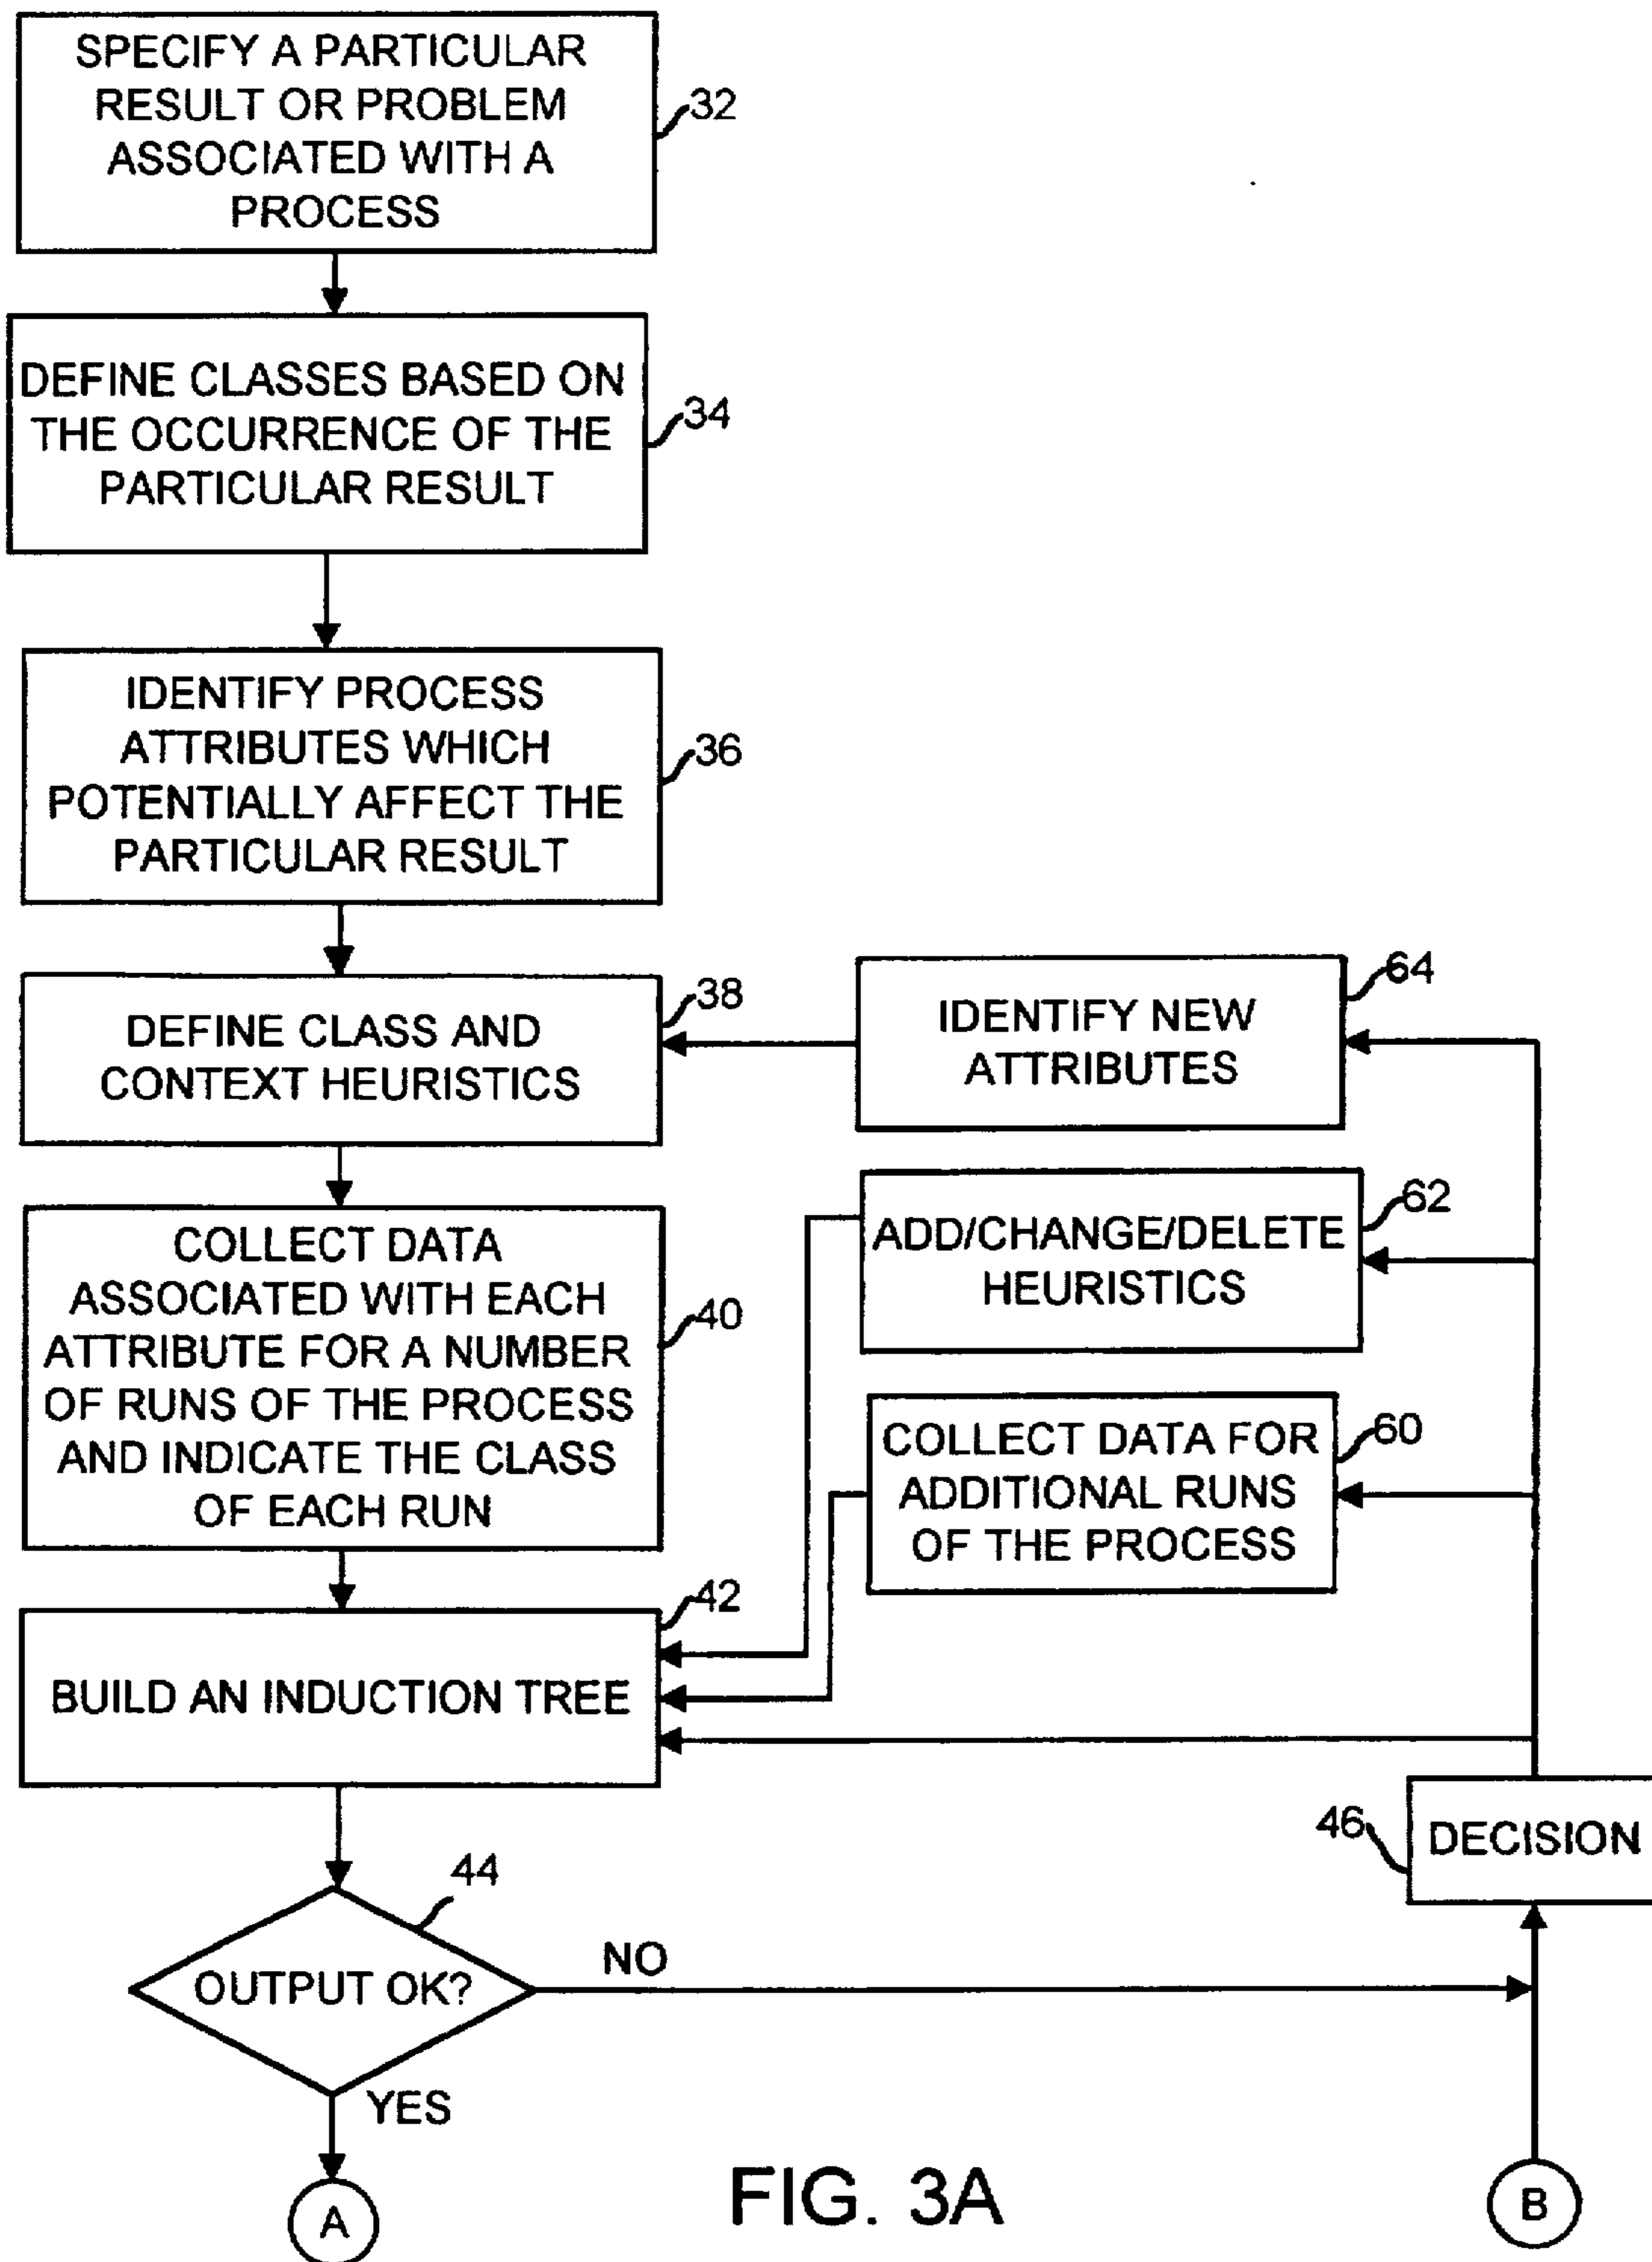 SPECIFY A PARTICULAR
RESULT OR PROBLEM
ASSOCIATED WITH A
PROCESS
32
DEFINE CLASSES BASED ON
THE OCCURRENCE OF THE
PARTICULAR RESULT
34
IDENTIFY PROCESS
ATTRIBUTES WHICH
POTENTIALLY AFFECT THE
PARTICULAR RESULT
36
DEFINE CLASS AND
CONTEXT HEURISTICS
38
IDENTIFY NEW
ATTRIBUTES
64
ADD/CHANGE/DELETE
HEURISTICS
62
COLLECT DATA
ASSOCIATED WITH EACH
ATTRIBUTE FOR A NUMBER
OF RUNS OF THE PROCESS
AND INDICATE THE CLASS
OF EACH RUN
40
COLLECT DATA FOR
ADDITIONAL RUNS
OF THE PROCESS
60
BUILD AN INDUCTION TREE
42
46
DECISION
44
OUTPUT OK?
NO
YES
A
FIG. 3A
B